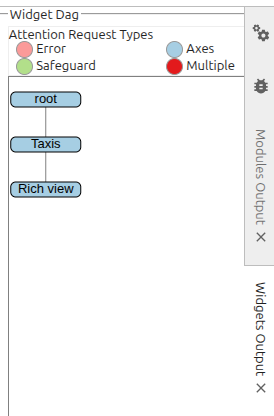 Widget Dag
Attention Request Types
Error
Axes
Safeguard
Multiple
root
Taxis
Rich view
Modules Output
Widgets Output